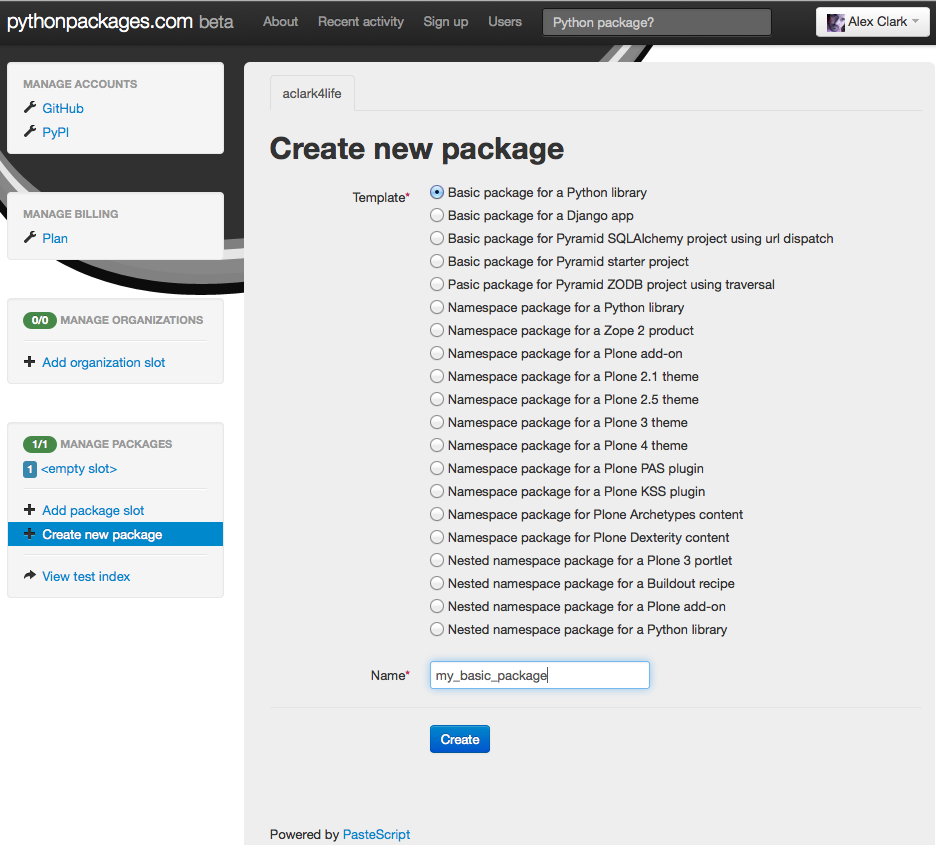 pythonpackages.com beta About Recent activity Sign up Users Python package? Alex Clark
MANAGE ACCOUNTS
GitHub
PyPI
MANAGE BILLING
Plan
0/0 MANAGE ORGANIZATIONS
Add organization slot
1/1 MANAGE PACKAGES
1 <empty slot>
Add package slot
Create new package
View test index
aclark4life
Create new package
Template*
Basic package for a Python library
Basic package for a Django app
Basic package for Pyramid SQLAlchemy project using url dispatch
Basic package for Pyramid starter project
Pasic package for Pyramid ZODB project using traversal
Namespace package for a Python library
Namespace package for a Zope 2 product
Namespace package for a Plone add-on
Namespace package for a Plone 2.1 theme
Namespace package for a Plone 2.5 theme
Namespace package for a Plone 3 theme
Namespace package for a Plone 4 theme
Namespace package for a Plone PAS plugin
Namespace package for a Plone KSS plugin
Namespace package for Plone Archetypes content
Namespace package for Plone Dexterity content
Nested namespace package for a Plone 3 portlet
Nested namespace package for a Buildout recipe
Nested namespace package for a Plone add-on
Nested namespace package for a Python library
Name* my_basic_package
Create
Powered by PasteScript